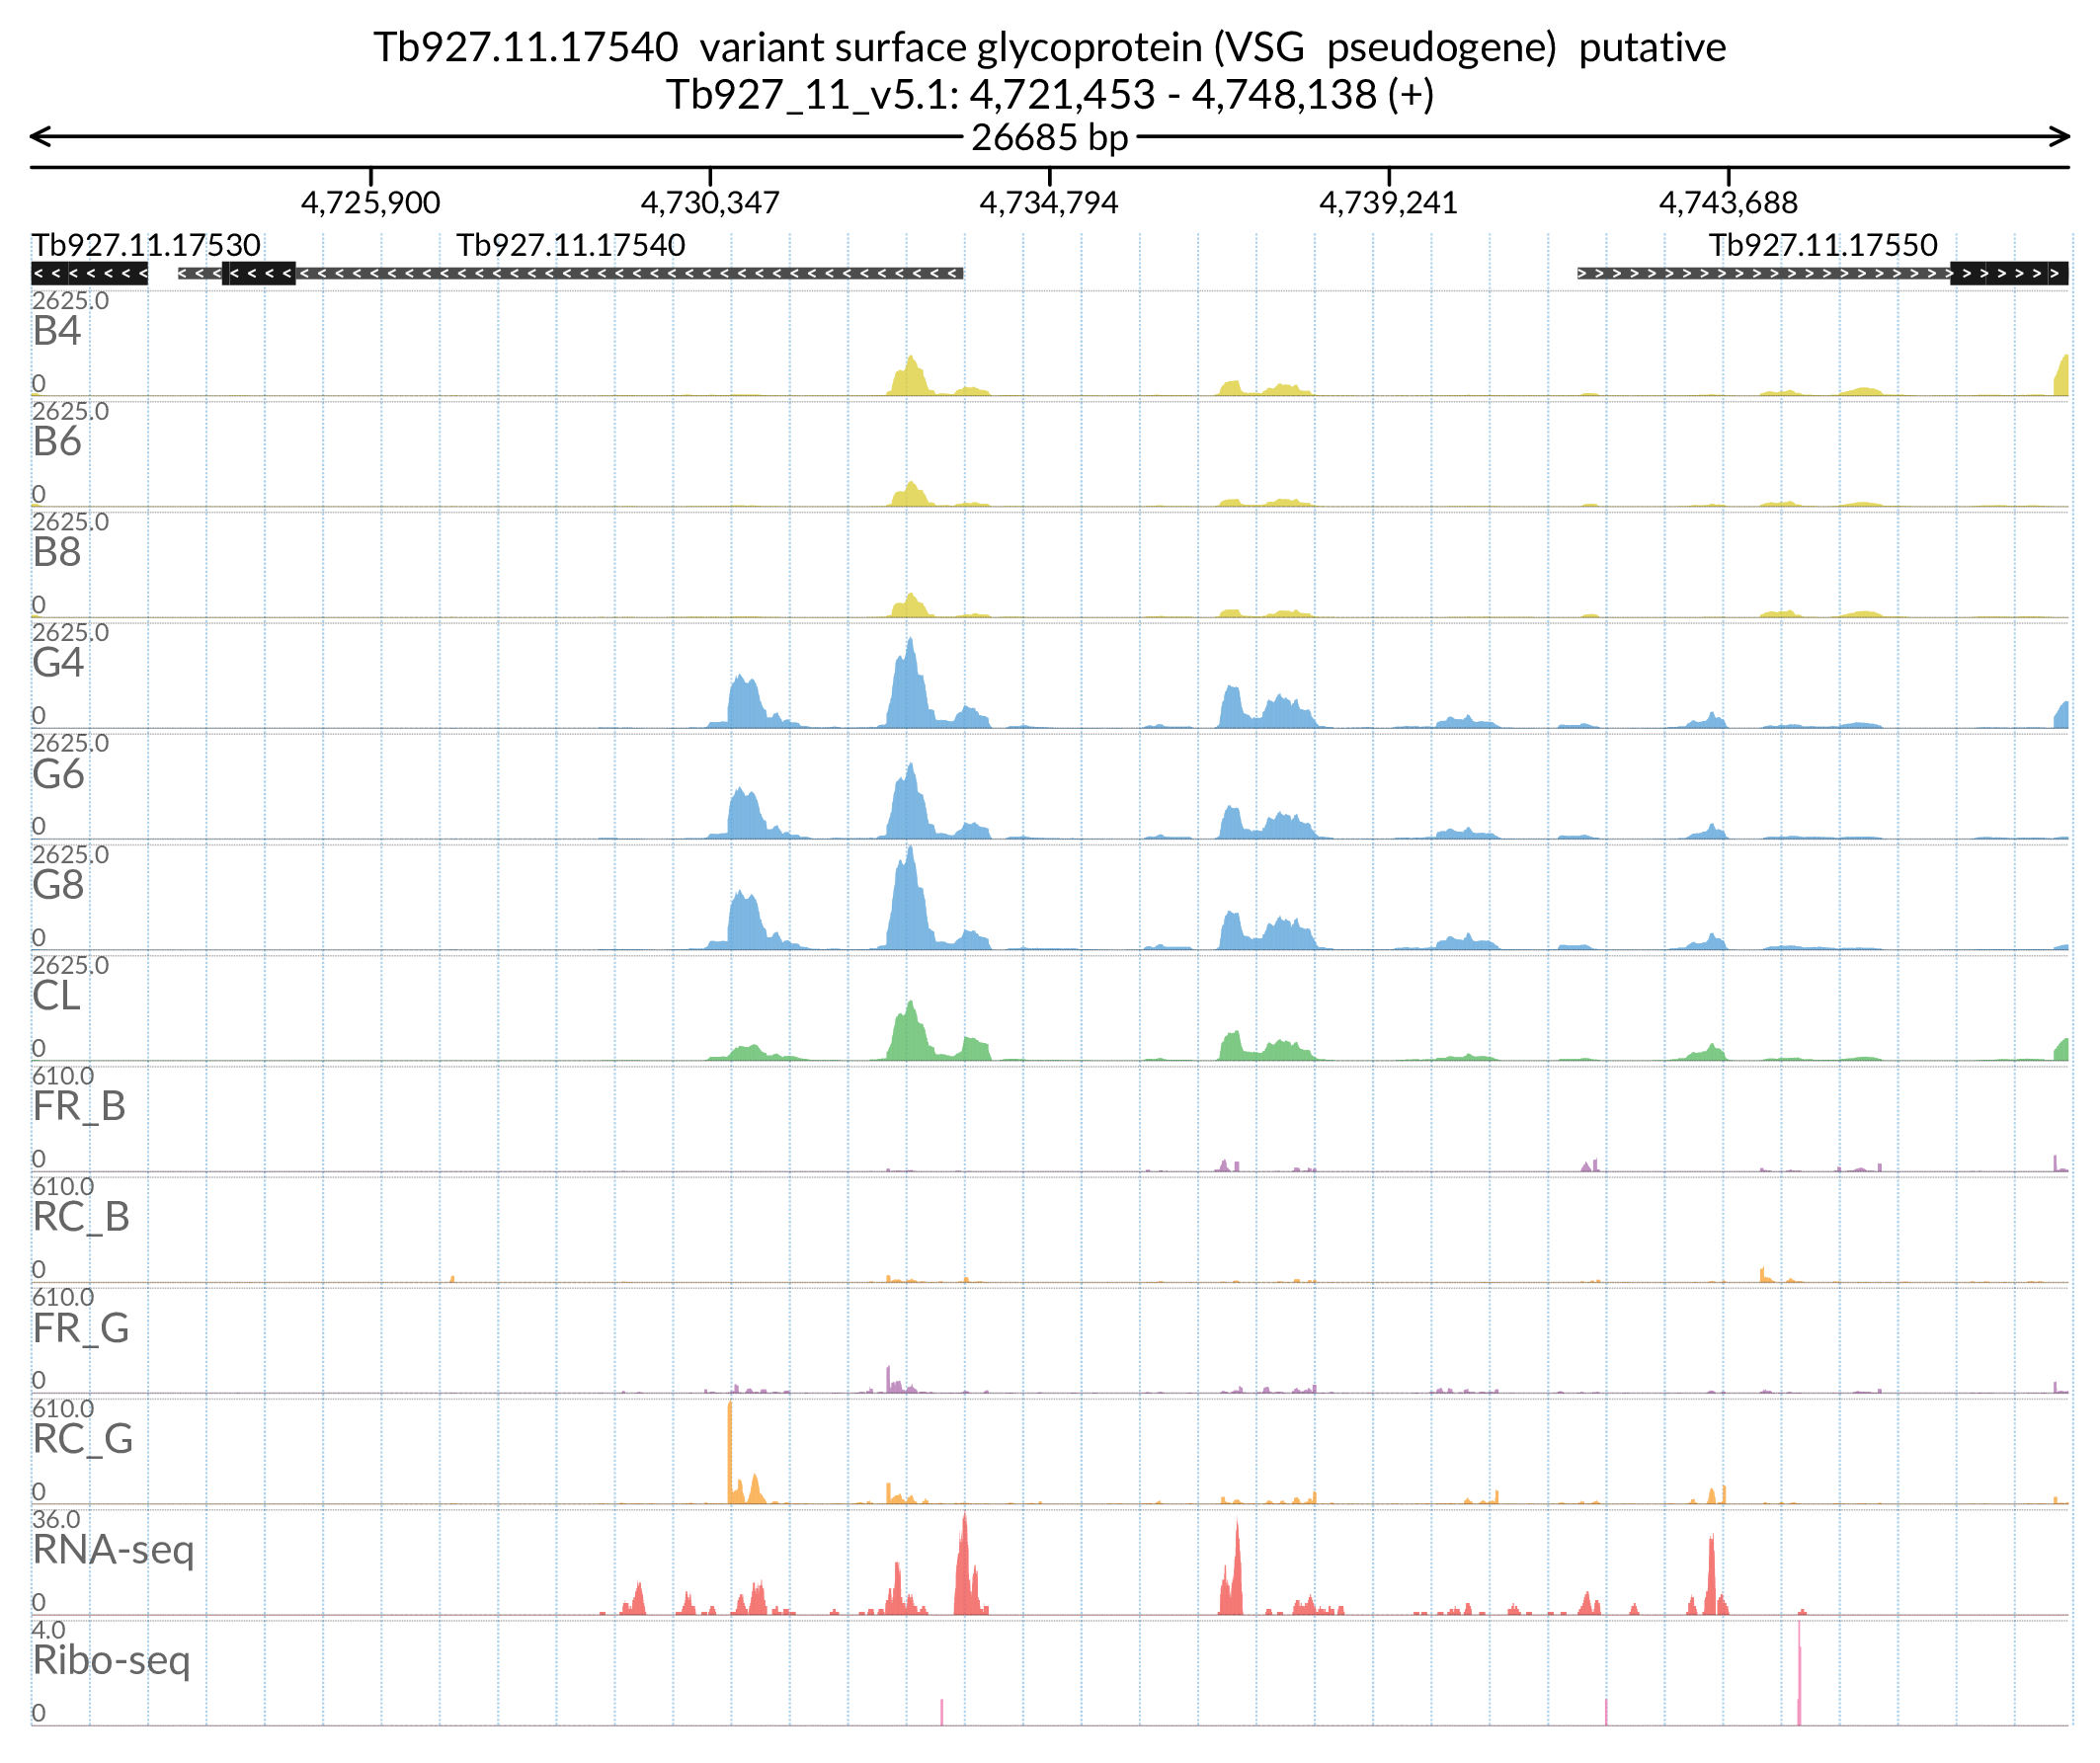 Tb927.11.17540 variant surface glycoprotein (VSG pseudogene) putative
Tb927_11_v5.1: 4,721,453 - 4,748,138 (+)
26685 bp
4,725,900 4,730,347 4,734,794 4,739,241 4,743,688
Tb927.11.17530 Tb927.11.17540 Tb927.11.17550
2625.0
B4
0
2625.0
B6
0
2625.0
B8
0
2625.0
G4
0
2625.0
G6
0
2625.0
G8
0
2625.0
CL
0
610.0
FR_B
0
610.0
RC_B
0
610.0
FR_G
0
610.0
RC_G
0
36.0
RNA-seq
0
4.0
Ribo-seq
0